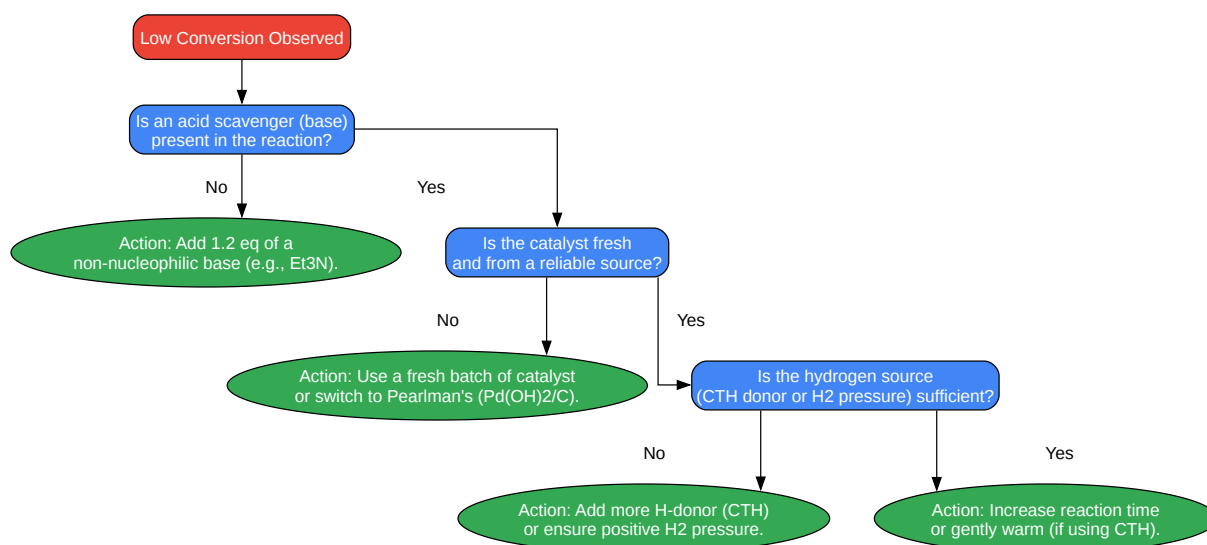 Low Conversion Observed
Is an acid scavenger (base)
present in the reaction?
No
Yes
Action: Add 1.2 eq of a
non-nucleophilic base (e.g., Et3N).
Is the catalyst fresh
and from a reliable source?
No
Yes
Action: Use a fresh batch of catalyst
or switch to Pearlman's (Pd(OH)2/C).
Is the hydrogen source
(CTH donor or H2 pressure) sufficient?
No
Yes
Action: Add more H-donor (CTH)
or ensure positive H2 pressure.
Action: Increase reaction time
or gently warm (if using CTH).